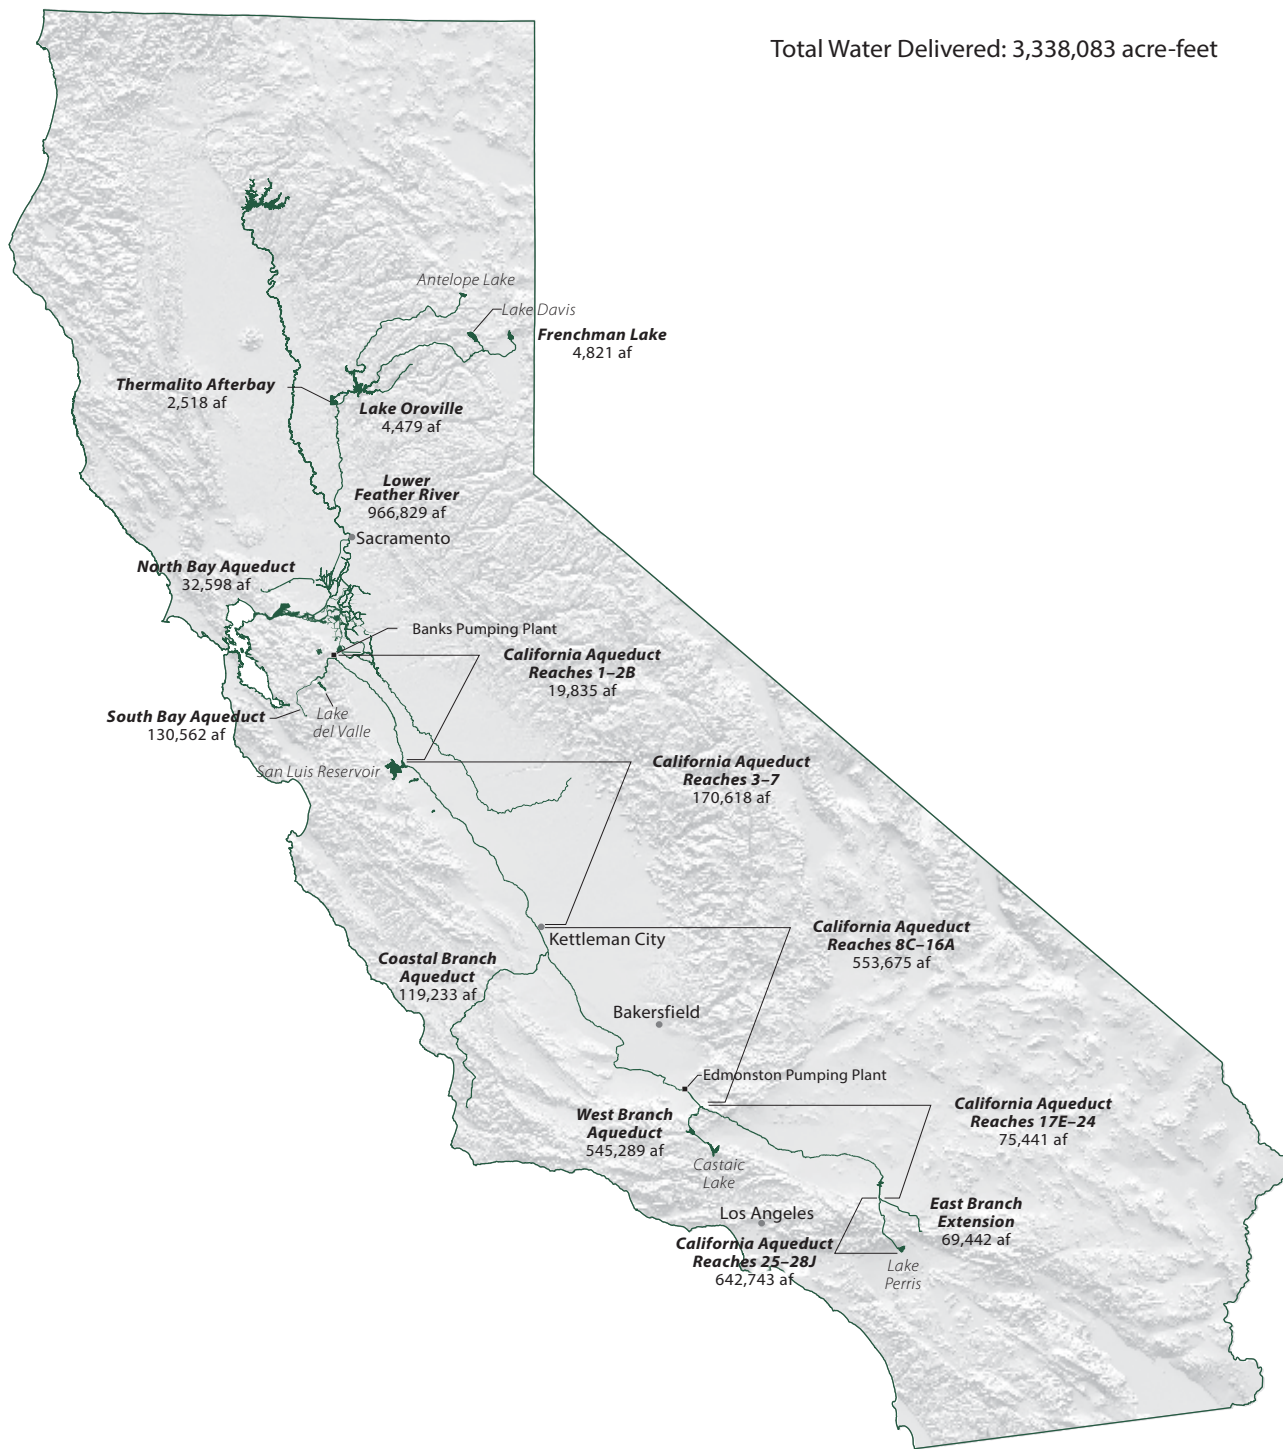 Total Water Delivered: 3,338,083 acre-feet
Antelope Lake
Lake Davis
Frenchman Lake
4,821 af
Thermalito Afterbay
2,518 af
Lake Oroville
4,479 af
Lower
Feather River
966,829 af
Sacramento
North Bay Aqueduct
32,598 af
Banks Pumping Plant
California Aqueduct
Reaches 1–2B
19,835 af
South Bay Aqueduct
130,562 af
Lake
del Valle
San Luis Reservoir
California Aqueduct
Reaches 3–7
170,618 af
Kettleman City
California Aqueduct
Reaches 8C–16A
553,675 af
Coastal Branch
Aqueduct
119,233 af
Bakersfield
Edmonston Pumping Plant
West Branch
Aqueduct
545,289 af
California Aqueduct
Reaches 17E–24
75,441 af
Castaic
Lake
Los Angeles
East Branch
Extension
69,442 af
California Aqueduct
Reaches 25–28J
642,743 af
Lake
Perris